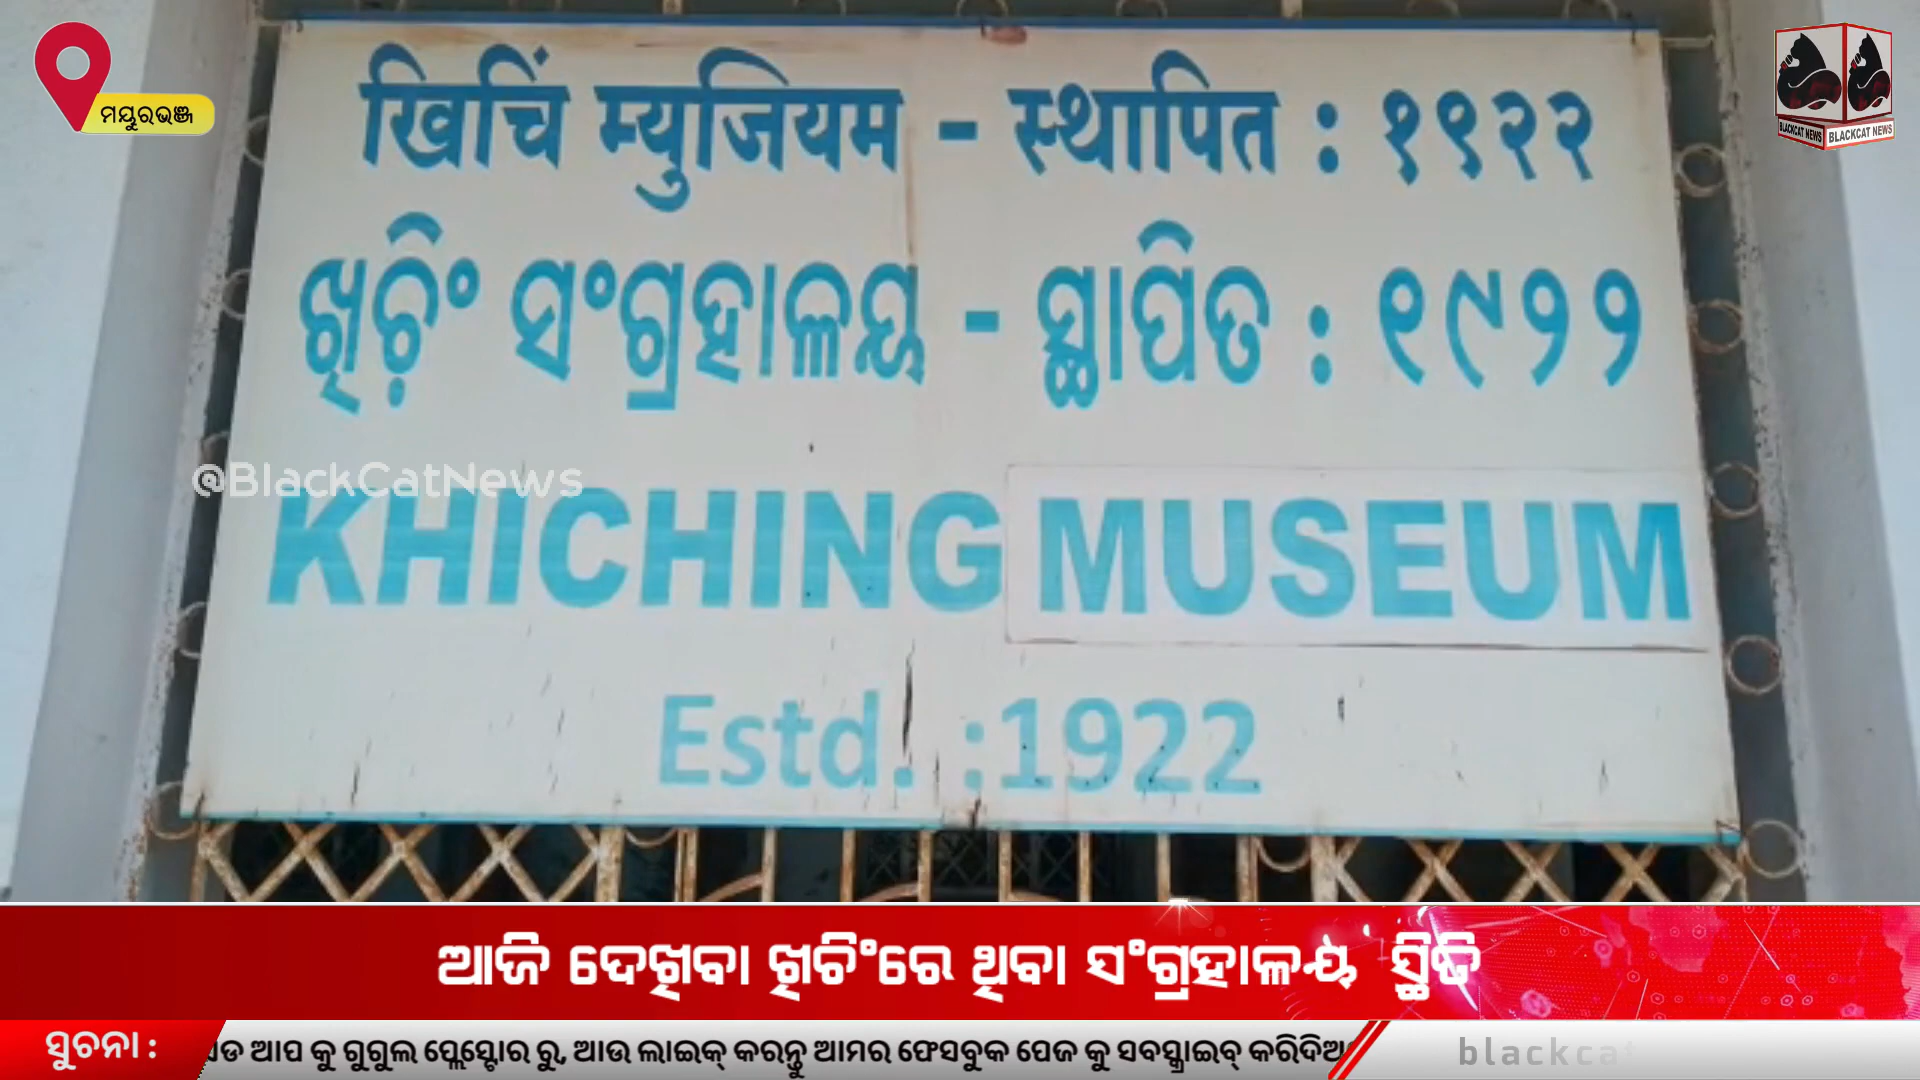 ମୟୁରଭଞ୍ଜ
BLACKCAT NEWS BLACKCAT NEWS
खिचिं म्युजियम - स्थापित : १९२२
ଖିଚ଼ିଂ ସଂଗ୍ରହାଳୟ - ସ୍ଥାପିତ : ୧୯୨୨
@BlackCatNews
KHICHING MUSEUM
Estd. :1922
ଆଜି ଦେଖିବା ଖିଚିଂରେ ଥିବା ସଂଗ୍ରହାଳୟ ସ୍ଥିତି
ସୁଚନା : ଆପ କୁ ଗୁଗୁଲ ପ୍ଲେସ୍ଟୋର ରୁ, ଆଉ ଲାଇକ୍ କରନ୍ତୁ ଆମର ଫେସବୁକ ପେଜ କୁ ସବସ୍କ୍ରାଇବ୍ blackca